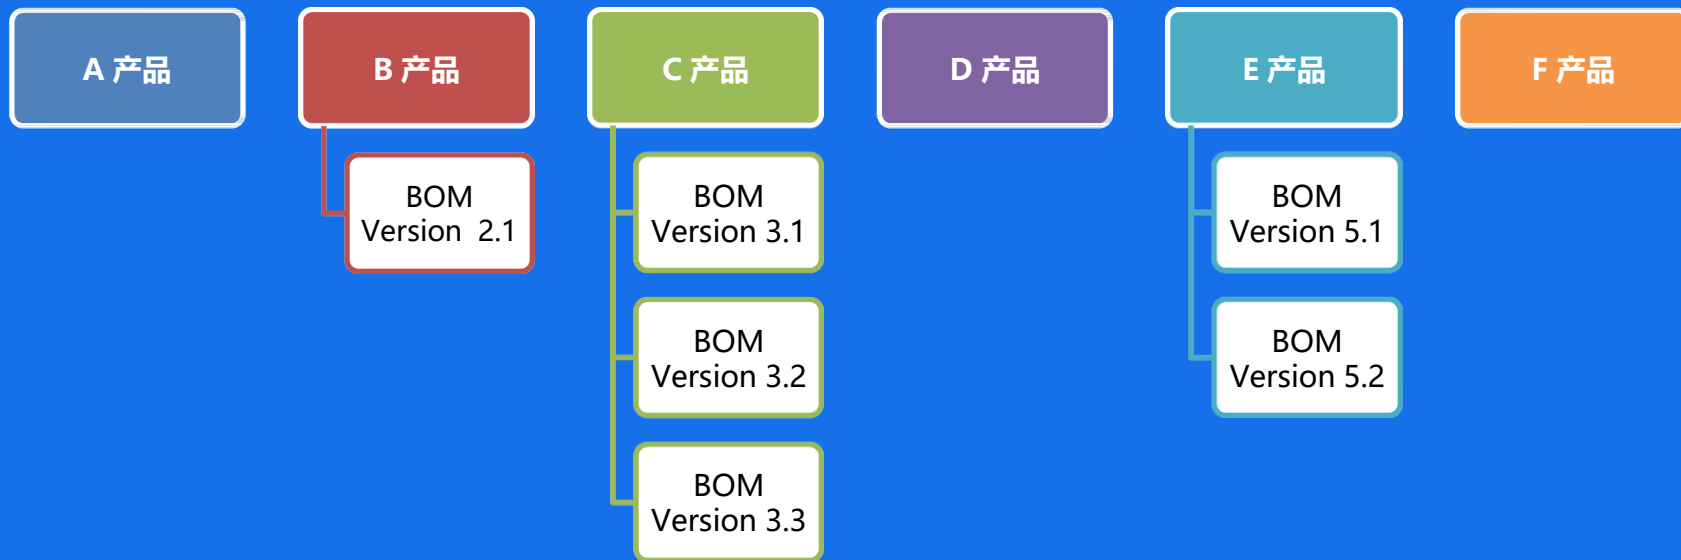 A 产品
B 产品
C 产品
D 产品
E 产品
F 产品
BOM
Version 2.1
BOM
Version 3.1
BOM
Version 5.1
BOM
Version 3.2
BOM
Version 5.2
BOM
Version 3.3